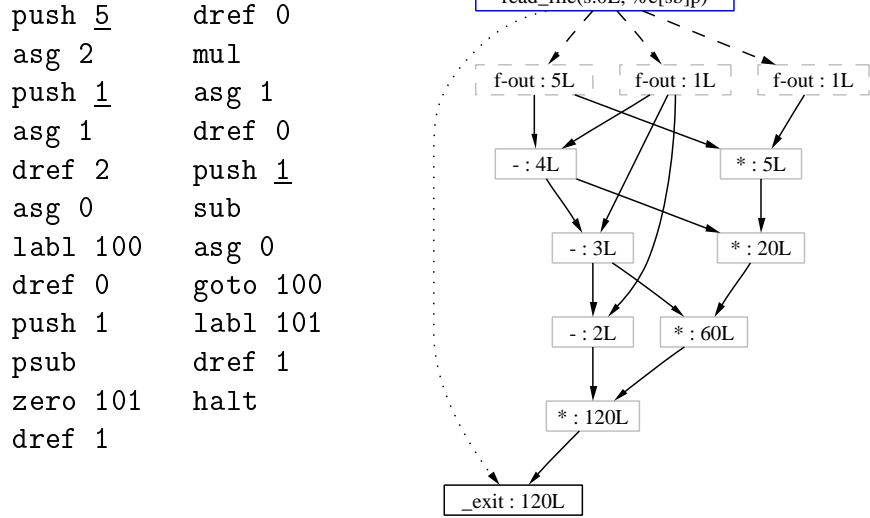 push 5
asg 2
push 1
asg 1
dref 2
asg 0
labl 100
dref 0
push 1
psub
zero 101
dref 1
dref 0
mul
asg 1
dref 0
push 1
sub
asg 0
goto 100
labl 101
dref 1
halt
f-out : 5L
f-out : 1L
f-out : 1L
- : 4L
* : 5L
- : 3L
* : 20L
- : 2L
* : 60L
* : 120L
_exit : 120L